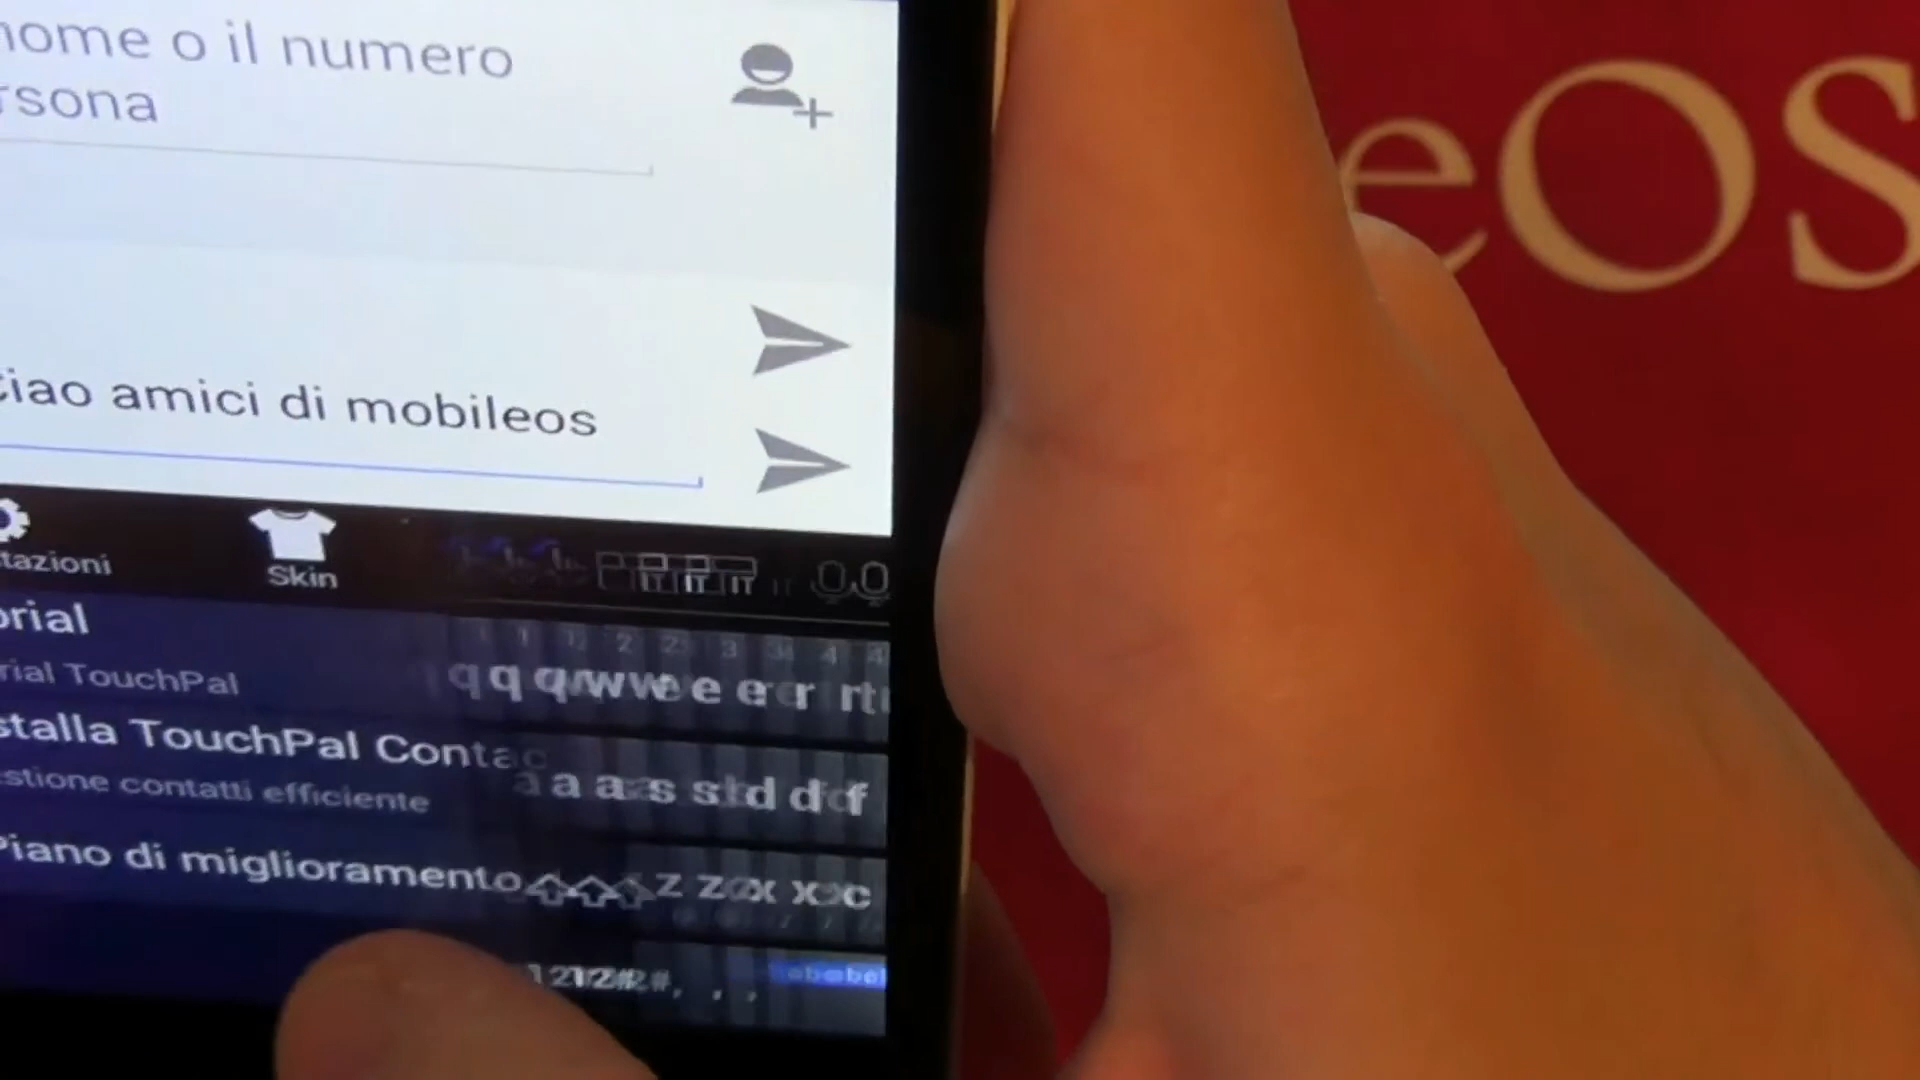 nome o il numero
rsona
eOS
Ciao amici di mobileos
tazioni
Skin
orial
rial TouchPal
stalla TouchPal Contac
stione contatti efficiente
Piano di miglioramento